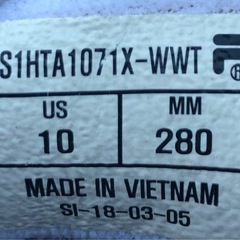 S1HTA1071X-WWT
US MM
10 280
MADE IN VIETNAM
SI-18-03-05